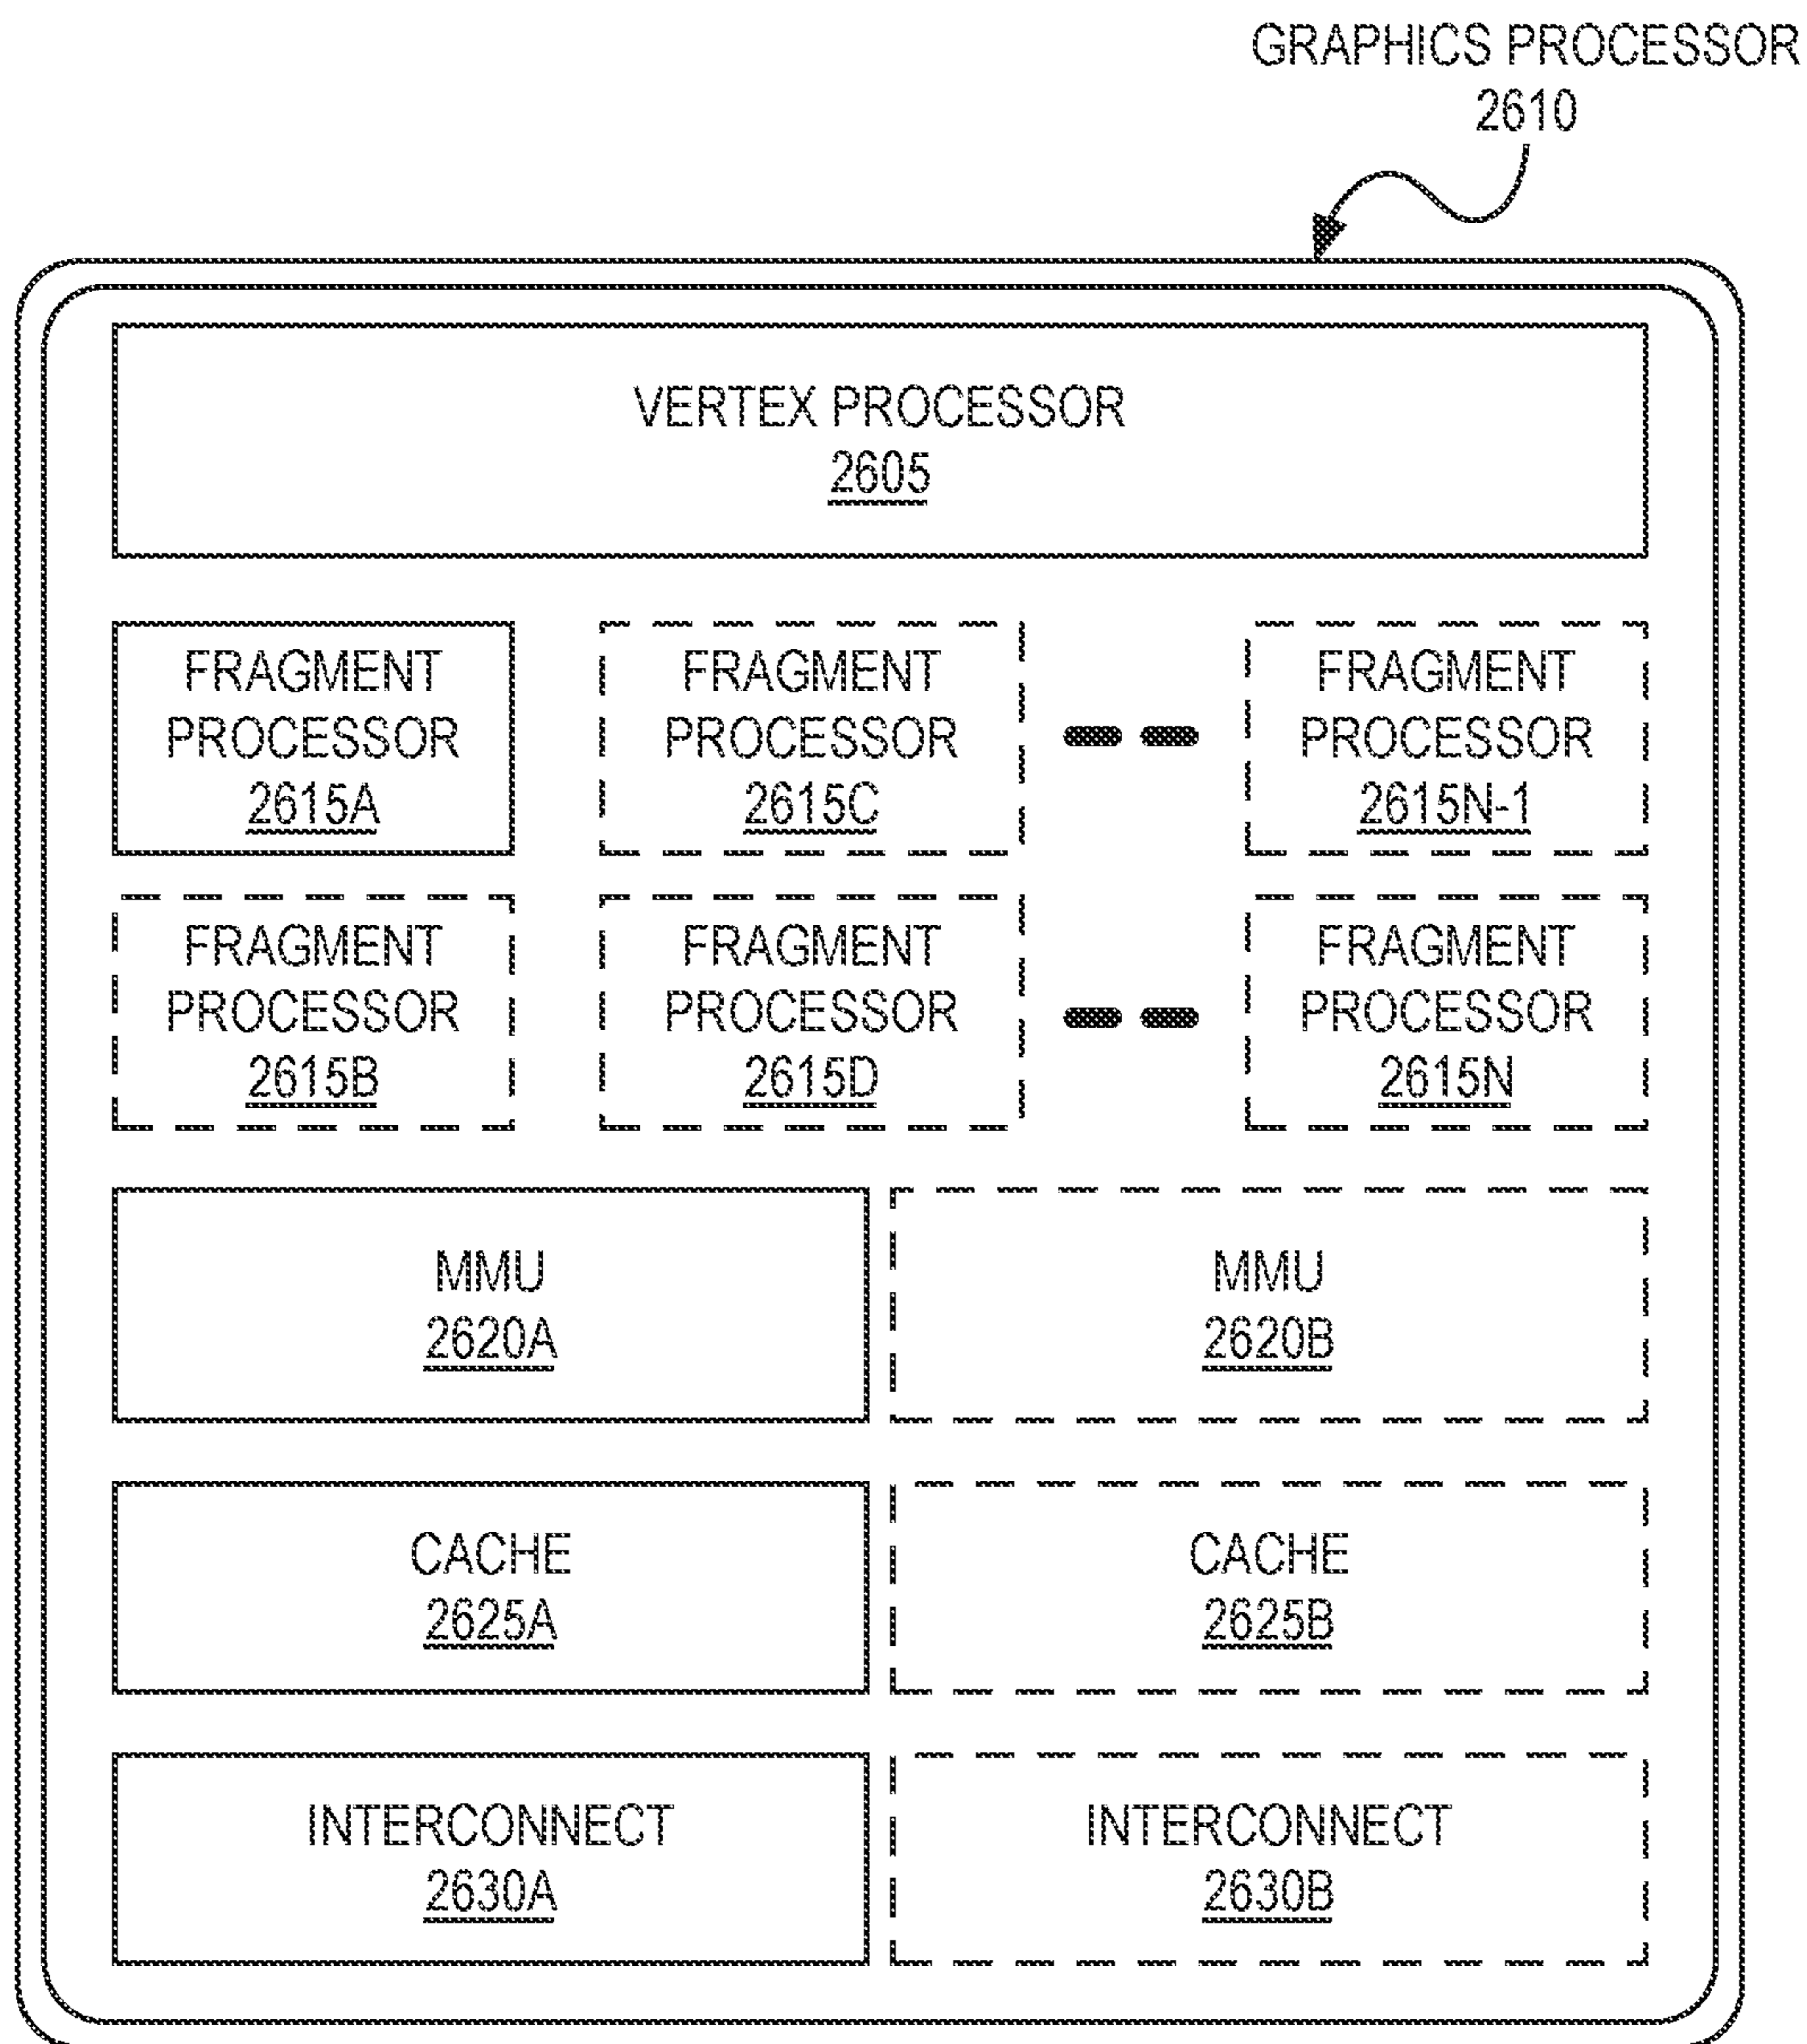 GRAPHICS PROCESSOR
2610
VERTEX PROCESSOR
2605
FRAGMENT
PROCESSOR
2615A
FRAGMENT
PROCESSOR
2615C
FRAGMENT
PROCESSOR
2615N-1
FRAGMENT
PROCESSOR
2615B
FRAGMENT
PROCESSOR
2615D
FRAGMENT
PROCESSOR
2615N
MMU
2620A
MMU
2620B
CACHE
2625A
CACHE
2625B
INTERCONNECT
2630A
INTERCONNECT
2630B